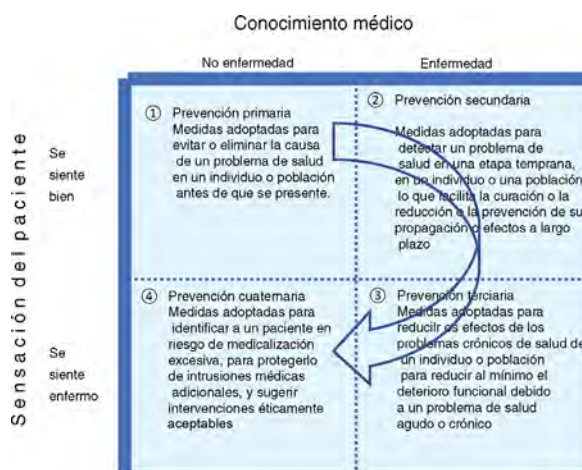 Conocimiento médico
No enfermedad
Enfermedad
Sensación del paciente
Se
siente
bien
① Prevención primaria
Medidas adoptadas para
evitar o eliminar la causa
de un problema de salud
en un individuo o población
antes de que se presente.
② Prevención secundaria
Medidas adoptadas para
detectar un problema de
salud en una etapa temprana,
en un individuo o una población
lo que facilita la curación o la
reducción o la prevención de su
propagación o efectos a largo
plazo
Se
siente
enfermo
④ Prevención cuaternaria
Medidas adoptadas para
identificar a un paciente en
riesgo de medicalización
excesiva, para protegerlo
de intrusiones médicas
adicionales, y sugerir
intervenciones éticamente
aceptables
③ Prevención terciaria
Medidas adoptadas para
reducir os efectos de los
problemas crónicos de salud de
un individuo o población
para reducir al mínimo el
deterioro funcional debido
a un problema de salud
agudo o crónico